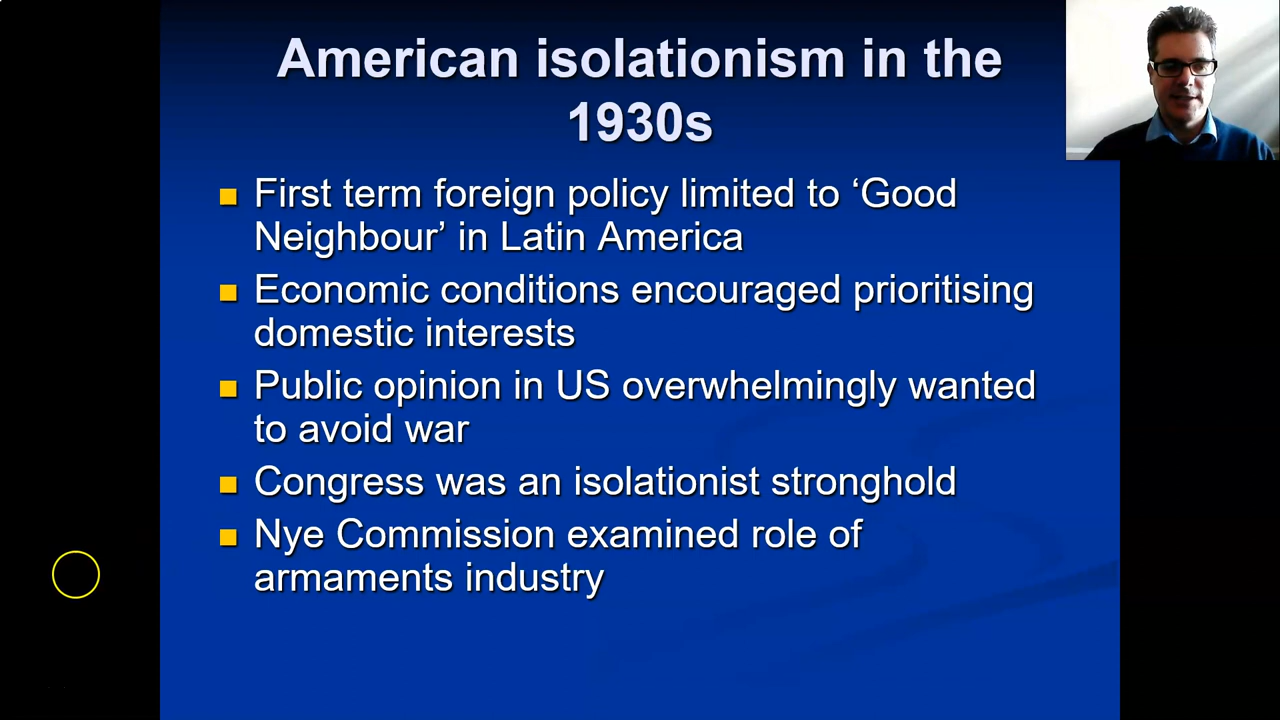 American isolationism in the
1930s
First term foreign policy limited to ‘Good
Neighbour’ in Latin America
Economic conditions encouraged prioritising
domestic interests
Public opinion in US overwhelmingly wanted
to avoid war
Congress was an isolationist stronghold
Nye Commission examined role of
armaments industry